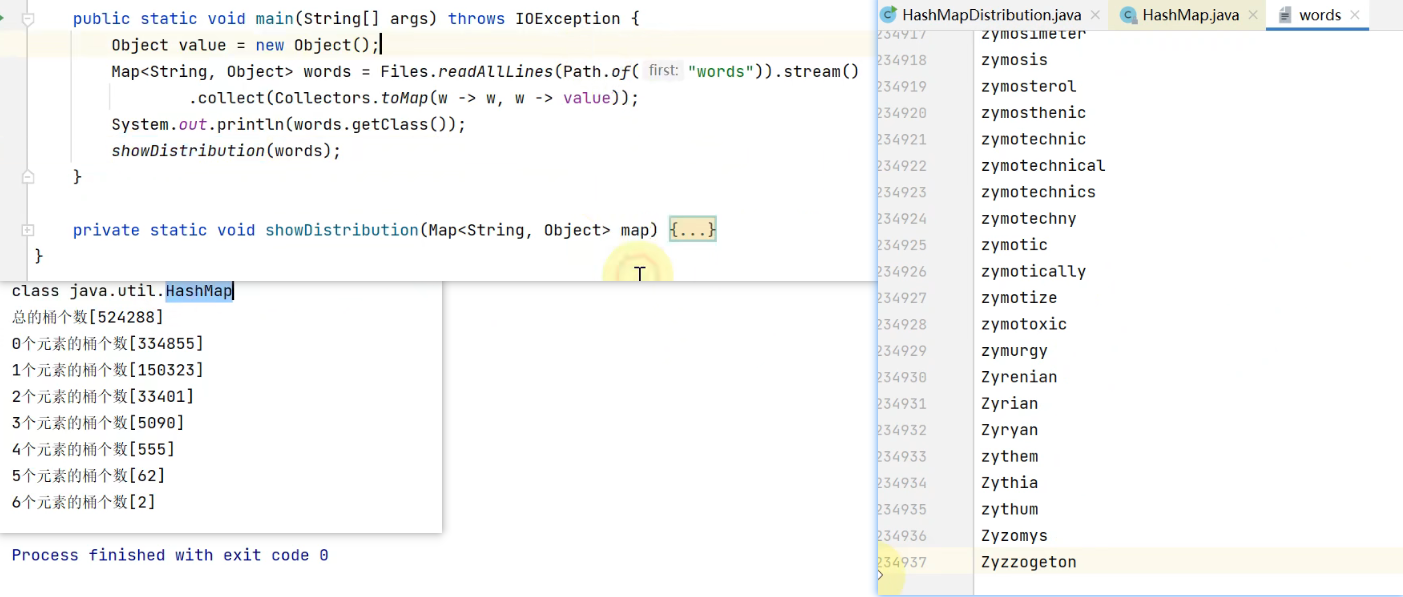 public static void main(String[] args) throws IOException {
Object value = new Object();
Map<String, Object> words = Files.readAllLines(Path.of( first: "words")).stream()
.collect(Collectors.toMap(w -> w, w -> value));
System.out.println(words.getClass());
showDistribution(words);
}
private static void showDistribution(Map<String, Object> map) {...}
}
class java.util.HashMap
总的桶个数[524288]
0个元素的桶个数[334855]
1个元素的桶个数[150323]
2个元素的桶个数[33401]
3个元素的桶个数[5090]
4个元素的桶个数[555]
5个元素的桶个数[62]
6个元素的桶个数[2]
Process finished with exit code 0
HashMapDistribution.java HashMap.java words
234917 zymosimeter
234918 zymosis
234919 zymosterol
234920 zymosthenic
234921 zymotechnic
234922 zymotechnical
234923 zymotechnics
234924 zymotechny
234925 zymotic
234926 zymotically
234927 zymotize
234928 zymotoxic
234929 zymurgy
234930 Zyrenian
234931 Zyrian
234932 Zyryan
234933 zythem
234934 Zythia
234935 zythum
234936 Zyzomys
234937 Zyzzogeton